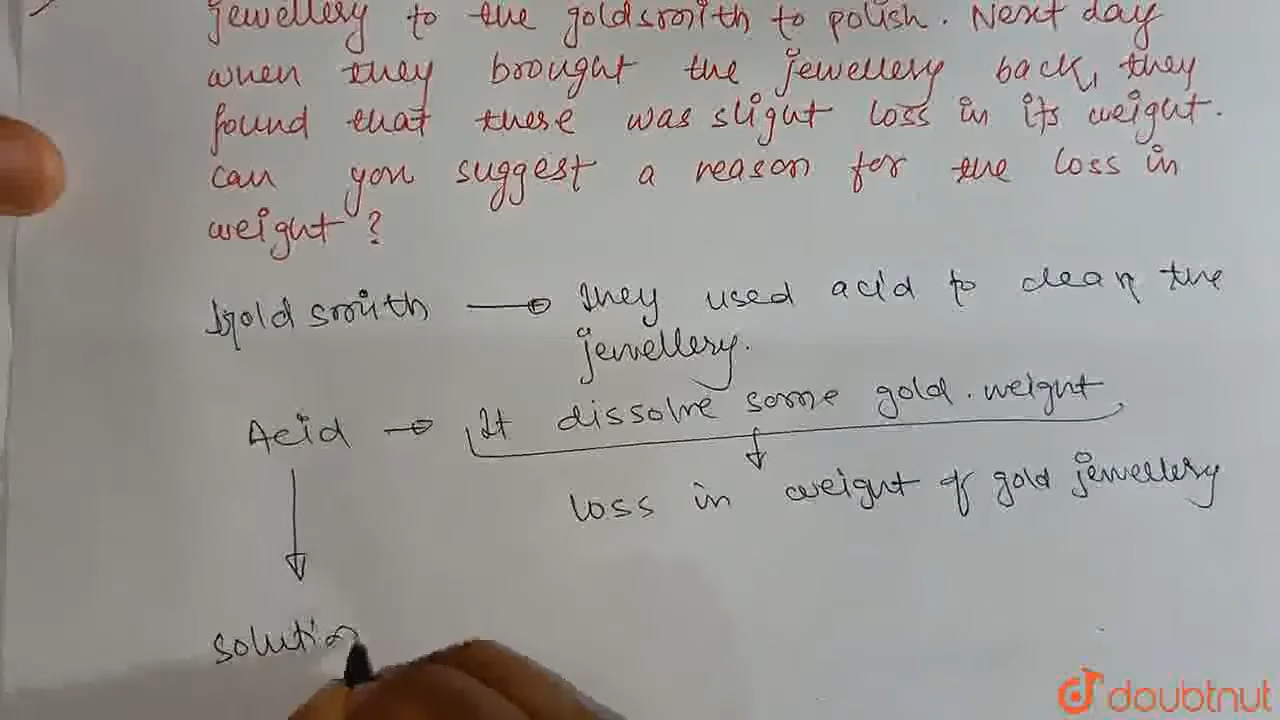 jewellery to the goldsmith to polish. Next day
when they brought the jewellery back, they
found that there was slight loss in its weight.
can you suggest a reason for the loss in
weight?
Goldsmith → They used acid to clean the
jewellery.
Acid → It dissolve some gold. weight
↓
loss in weight of gold jewellery
↓
solution
doubtnut